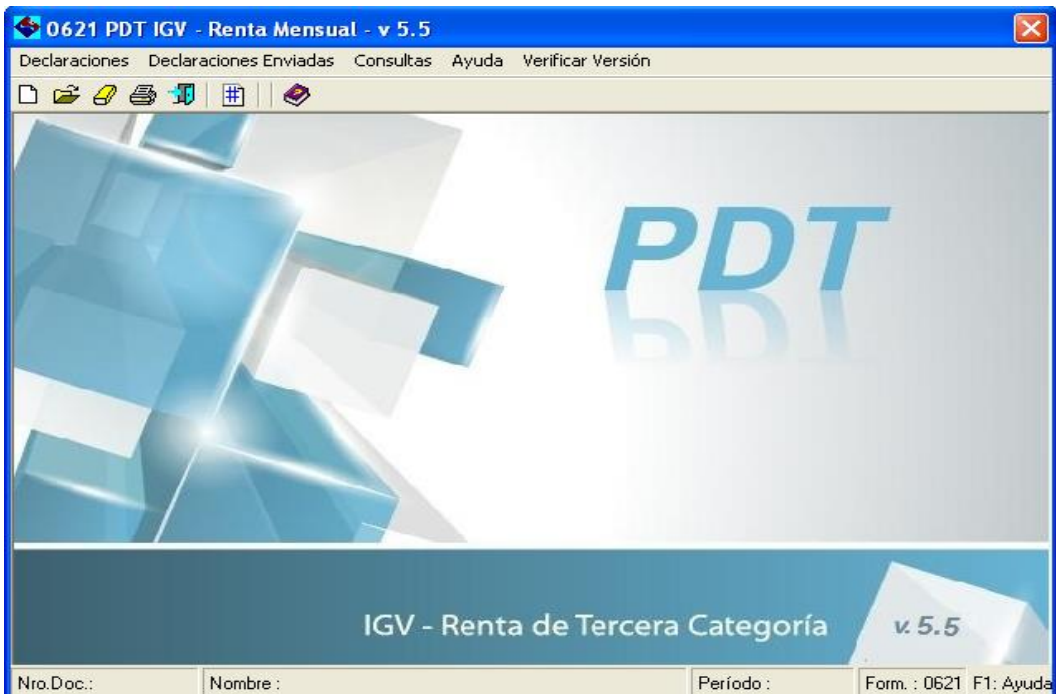 0621 PDT IGV - Renta Mensual - v 5.5
Declaraciones Declaraciones Enviadas Consultas Ayuda Verificar Versión
PDT
IGV - Renta de Tercera Categoría
v. 5.5
Nro.Doc.: Nombre : Período : Form. : 0621 F1: Ayuda